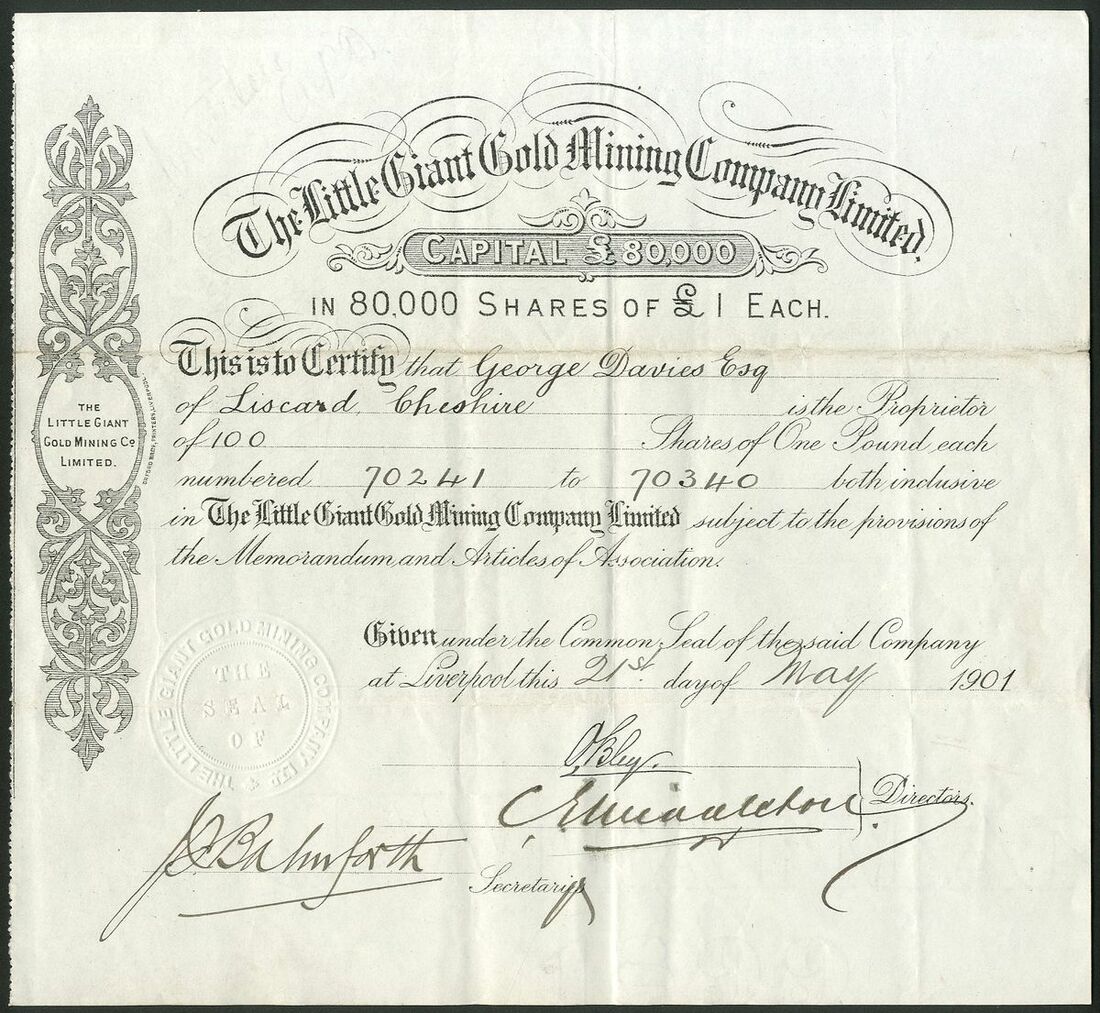 The Little Giant Gold Mining Company Limited.
CAPITAL £ 80,000
IN 80,000 SHARES OF £1 EACH.
This is to Certify that George Davies Esq
of Liscard, Cheshire is the Proprietor
of 100 Shares of One Pound each
numbered 70241 to 70340 both inclusive
in The Little Giant Gold Mining Company Limited subject to the provisions of
the Memorandum and Articles of Association.
Given under the Common Seal of the said Company
at Liverpool this 21st. day of May 1901
Directors.
Secretary
THE
LITTLE GIANT
GOLD MINING Co
LIMITED.
THE LITTLE GIANT GOLD MINING COMPANY LTD
THE
SEAL
OF